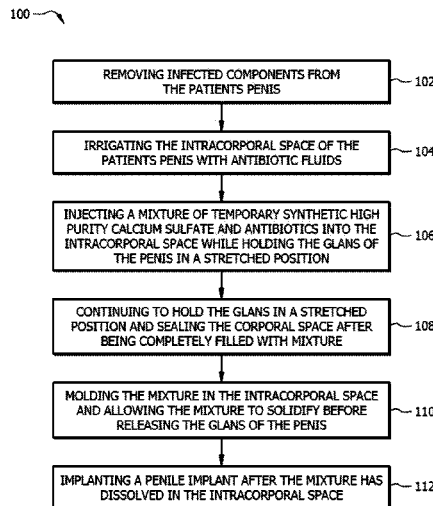 100
REMOVING INFECTED COMPONENTS FROM
THE PATIENTS PENIS
102
IRRIGATING THE INTRACORPORAL SPACE OF THE
PATIENTS PENIS WITH ANTIBIOTIC FLUIDS
104
INJECTING A MIXTURE OF TEMPORARY SYNTHETIC HIGH
PURITY CALCIUM SULFATE AND ANTIBIOTICS INTO THE
INTRACORPORAL SPACE WHILE HOLDING THE GLANS OF
THE PENIS IN A STRETCHED POSITION
106
CONTINUING TO HOLD THE GLANS IN A STRETCHED
POSITION AND SEALING THE CORPORAL SPACE AFTER
BEING COMPLETELY FILLED WITH MIXTURE
108
MOLDING THE MIXTURE IN THE INTRACORPORAL SPACE
AND ALLOWING THE MIXTURE TO SOLIDIFY BEFORE
RELEASING THE GLANS OF THE PENIS
110
IMPLANTING A PENILE IMPLANT AFTER THE MIXTURE HAS
DISSOLVED IN THE INTRACORPORAL SPACE
112